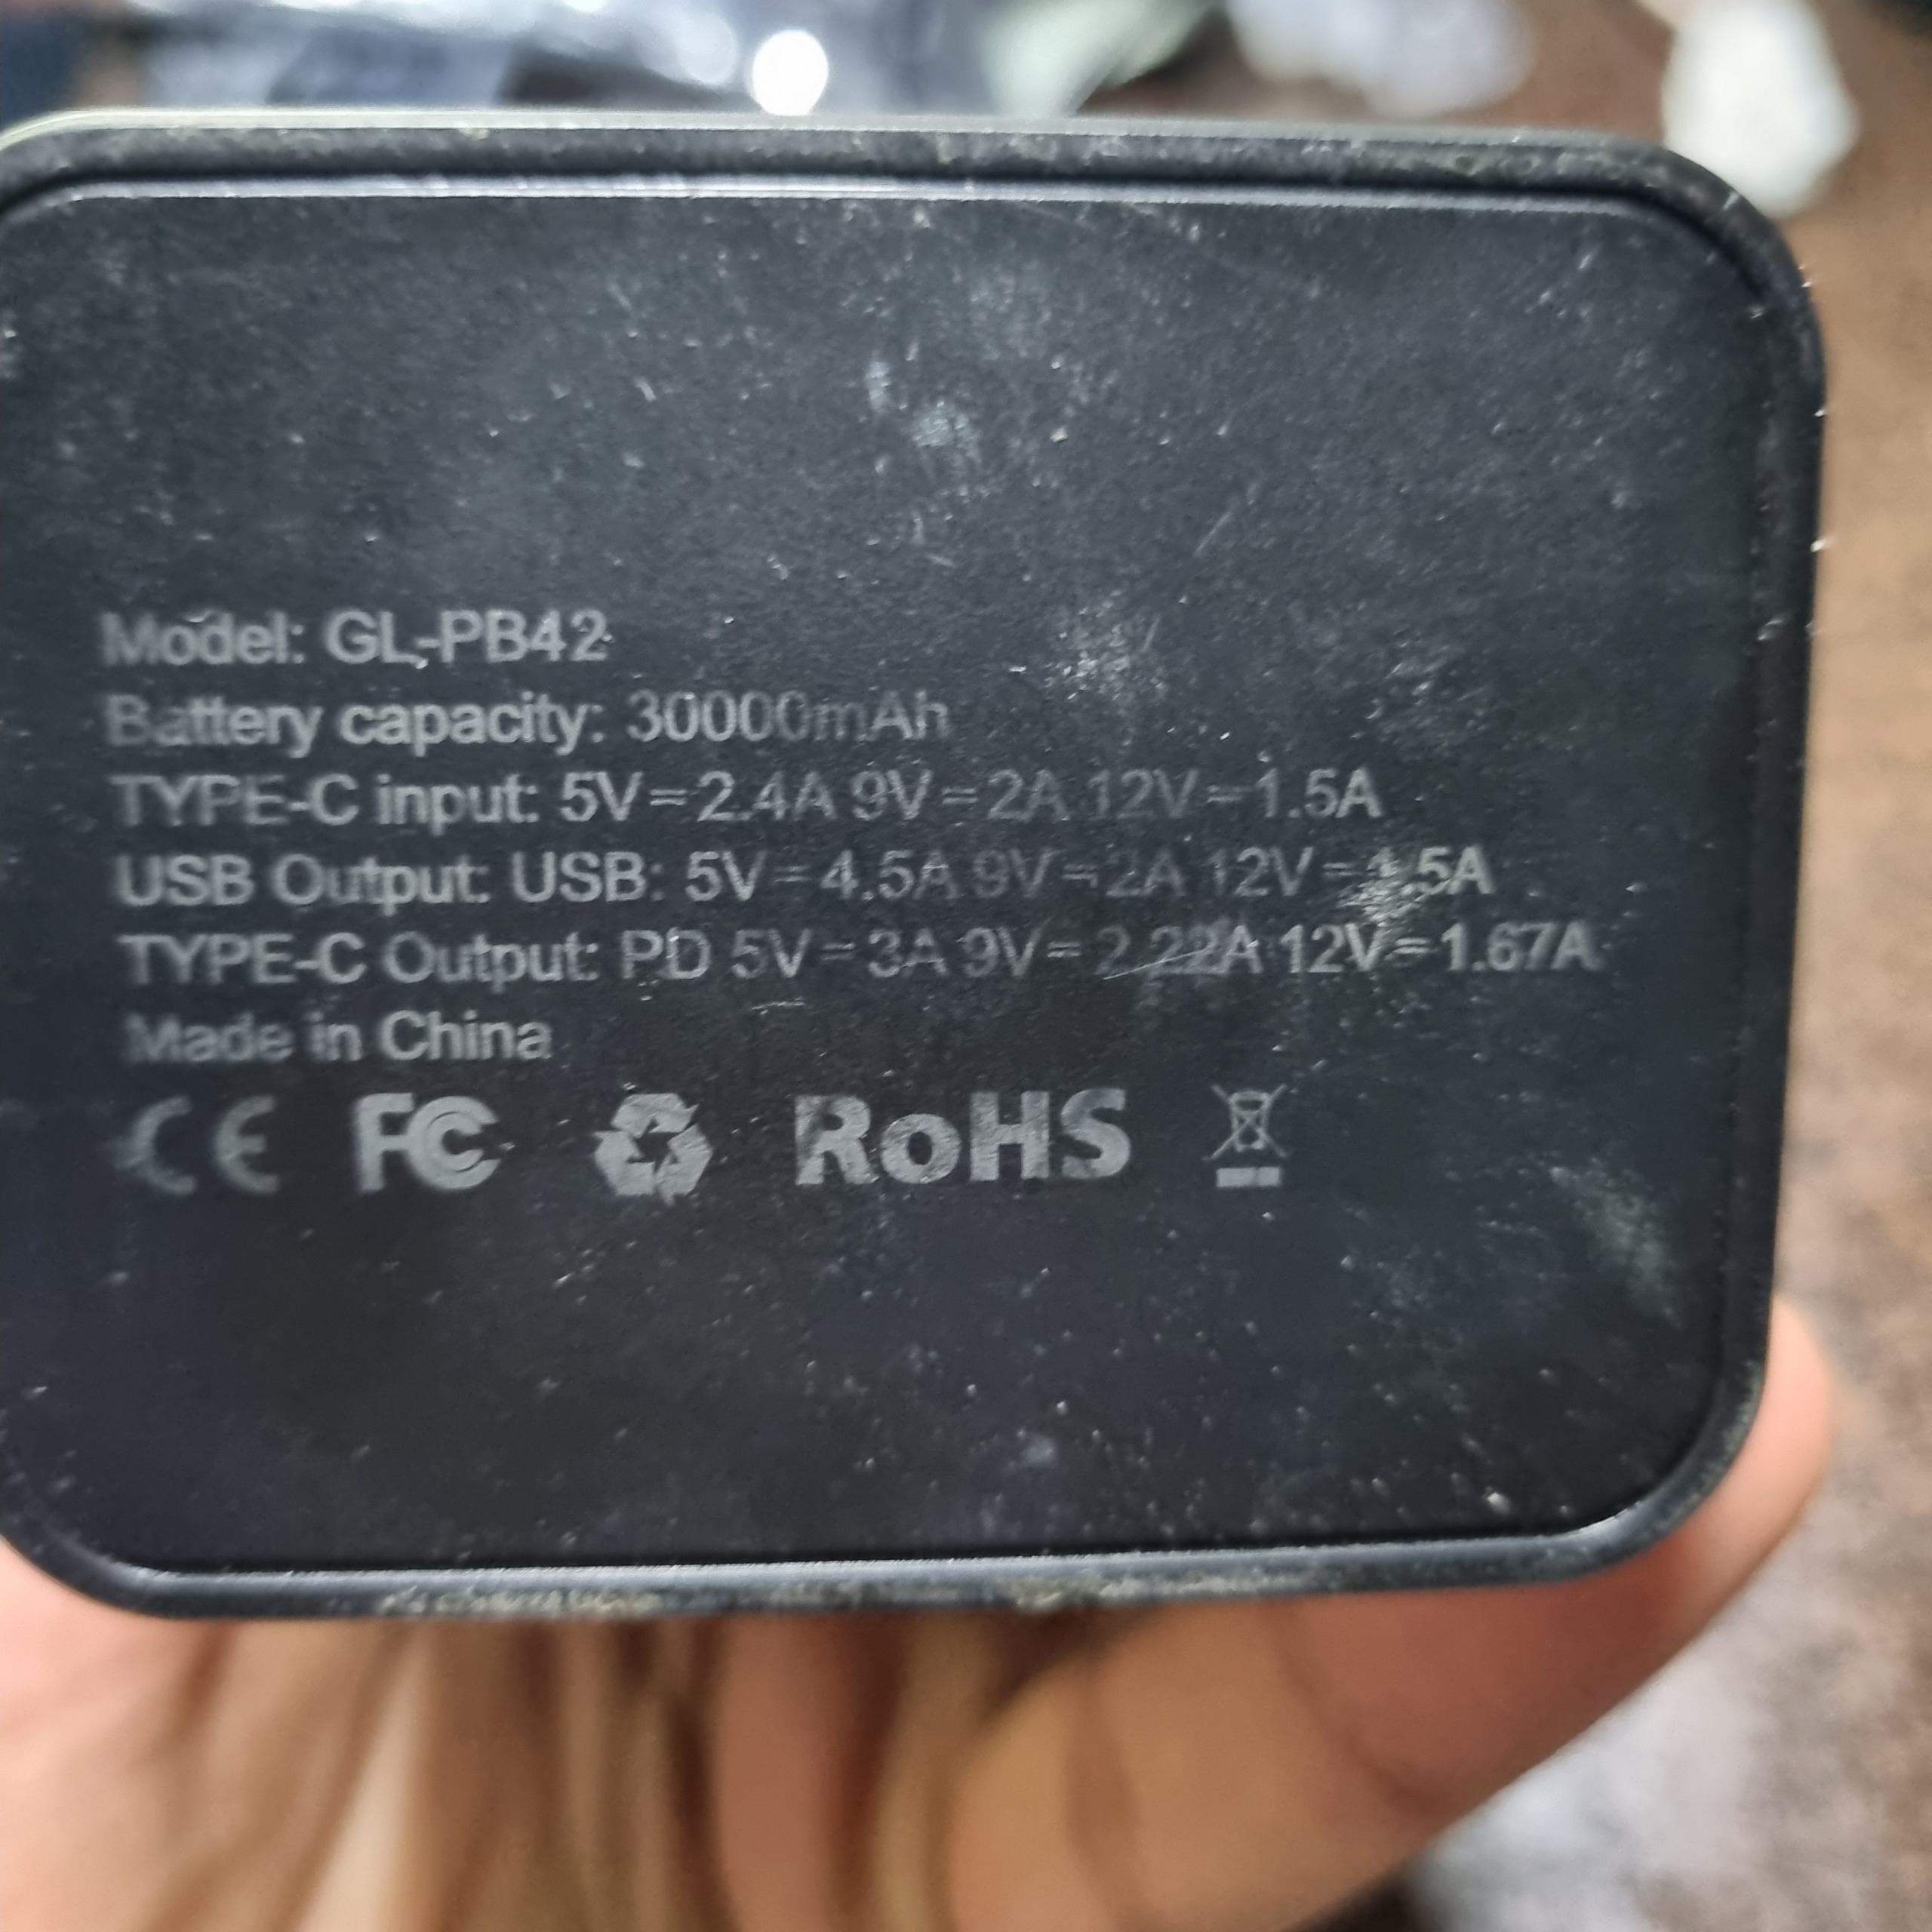 Model: GL-PB42
Battery capacity: 30000mAh
TYPE-C input: 5V=2.4A 9V=2A 12V=1.5A
USB Output: USB: 5V=4.5A 9V=2A 12V=1.5A
TYPE-C Output: PD 5V=3A 9V=2.22A 12V=1.67A
Made in China
CE FC RoHS